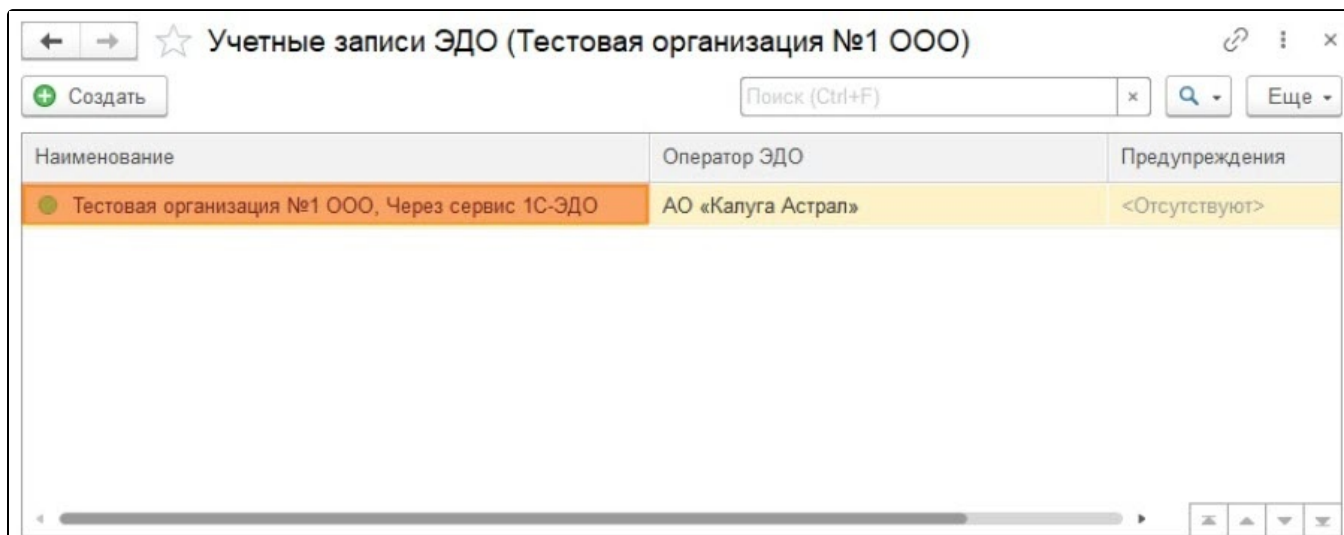 Учетные записи ЭДО (Тестовая организация №1 ООО)
Создать
Поиск (Ctrl+F)
Еще
Наименование Оператор ЭДО Предупреждения
Тестовая организация №1 ООО, Через сервис 1С-ЭДО АО «Калуга Астрал» <Отсутствуют>